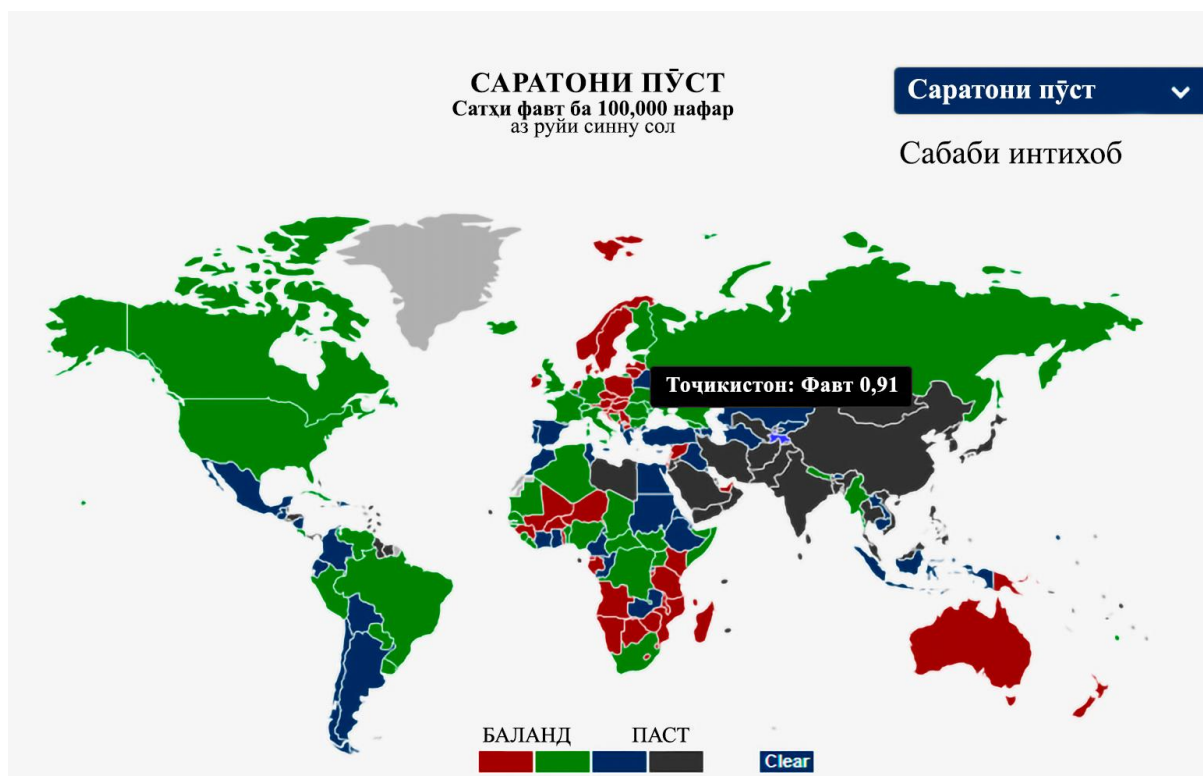 САРАТОНИ ПӮСТ
Сатҳи фавт ба 100,000 нафар
аз руйи синну сол
Саратони пӯст
Сабаби интихоб
Тоҷикистон: Фавт 0,91
БАЛАНД ПАСТ
Clear